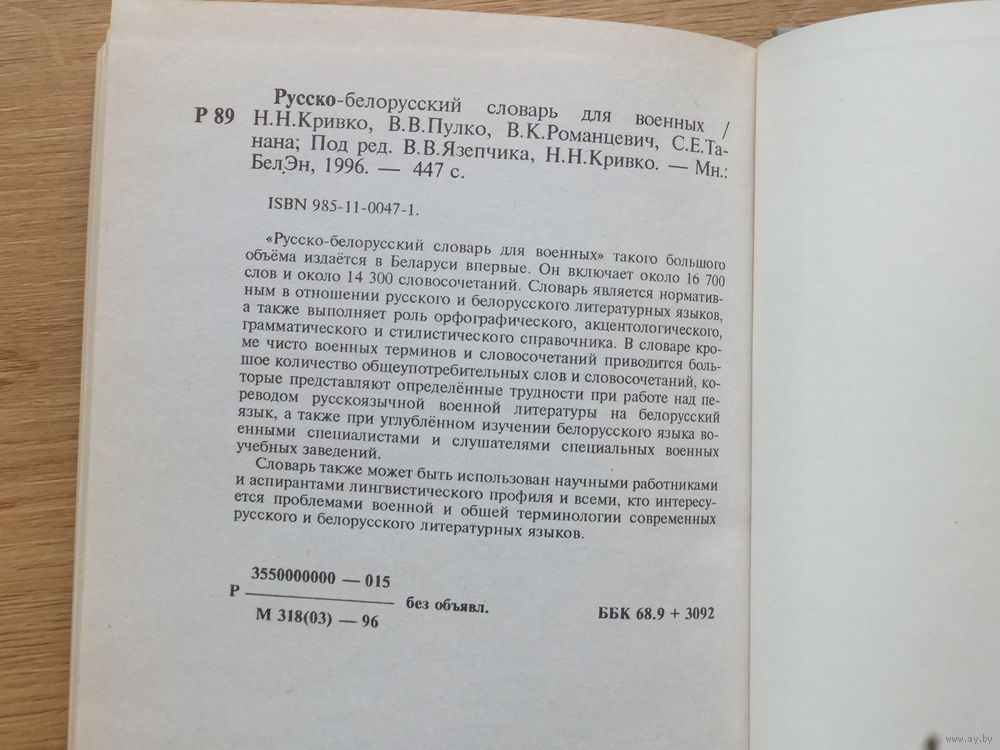 Русско-белорусский словарь для военных /
Р 89 Н.Н.Кривко, В.В.Пулко, В.К.Романцевич, С.Е.Та-
нана; Под ред. В.В.Язепчика, Н.Н.Кривко. — Мн.:
БелЭн, 1996. — 447 с.
ISBN 985-11-0047-1.
«Русско-белорусский словарь для военных» такого большого
объёма издаётся в Беларуси впервые. Он включает около 16 700
слов и около 14 300 словосочетаний. Словарь является норматив-
ным в отношении русского и белорусского литературных языков,
а также выполняет роль орфографического, акцентологического,
грамматического и стилистического справочника. В словаре кро-
ме чисто военных терминов и словосочетаний приводится боль-
шое количество общеупотребительных слов и словосочетаний, ко-
торые представляют определённые трудности при работе над пе-
реводом русскоязычной военной литературы на белорусский
язык, а также при углублённом изучении белорусского языка во-
енными специалистами и слушателями специальных военных
учебных заведений.
Словарь также может быть использован научными работниками
и аспирантами лингвистического профиля и всеми, кто интересу-
ется проблемами военной и общей терминологии современных
русского и белорусского литературных языков.
3550000000 — 015
Р без объявл.
М 318(03) — 96
ББК 68.9 + 3092
www.ay.by